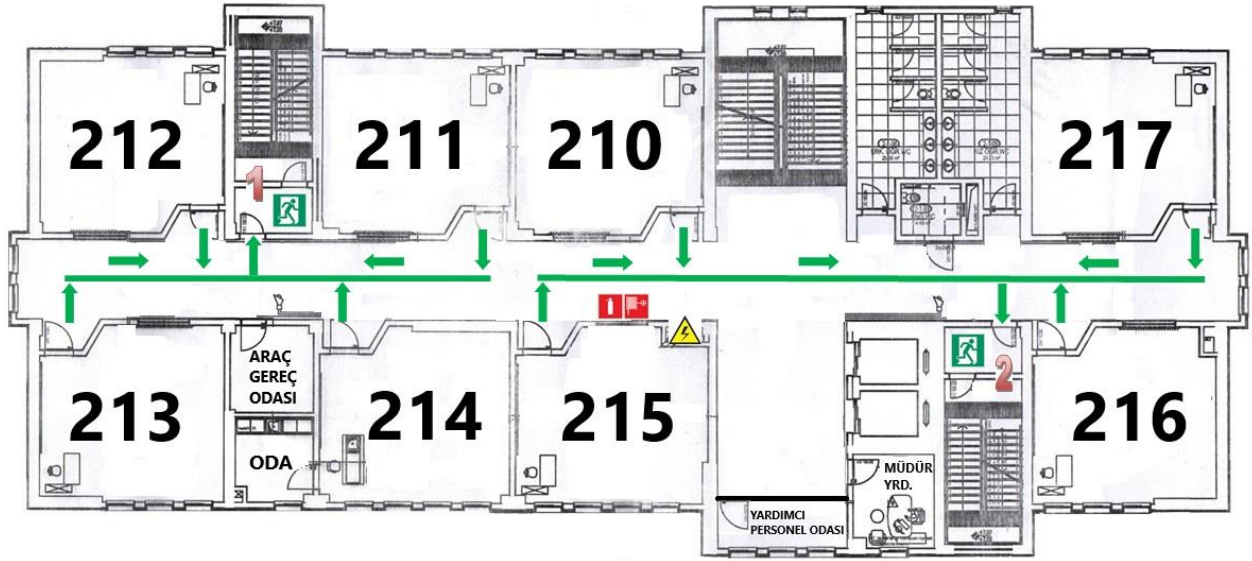 212
1
211
210
217
213
ARAÇ
GEREÇ
ODASI
ODA
214
215
2
216
MÜDÜR
YRD.
YARDIMCI
PERSONEL ODASI